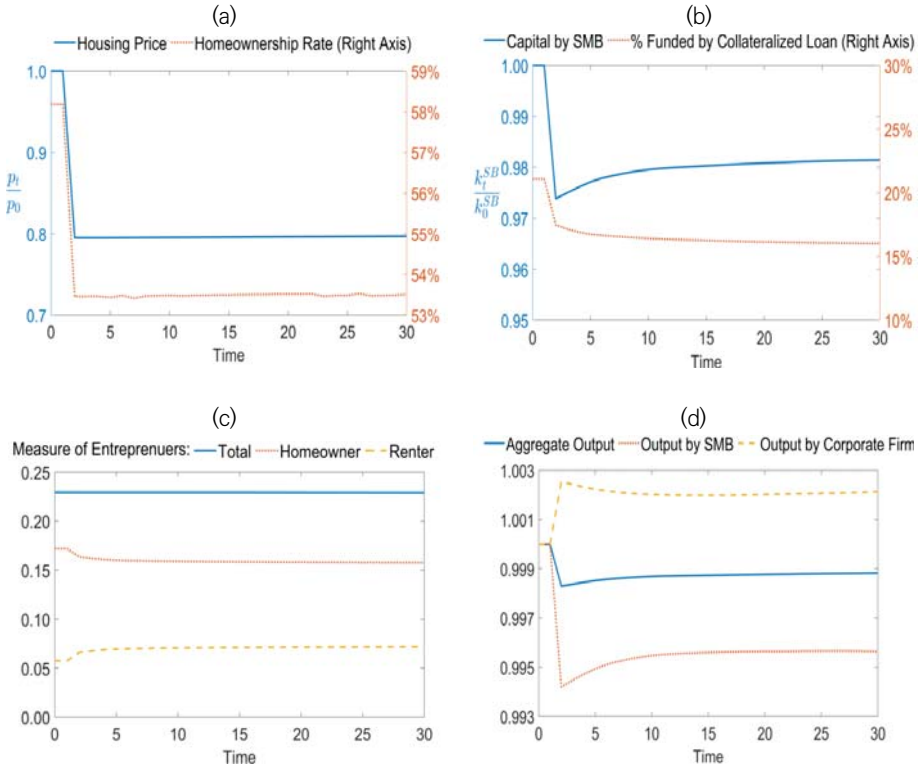 (a)
Housing Price Homeownership Rate (Right Axis)
1.0
0.9
0.8
0.7
p_t
p_0
59%
58%
57%
56%
55%
54%
53%
0 5 10 15 20 25 30
Time
(b)
Capital by SMB % Funded by Collateralized Loan (Right Axis)
1.00
0.99
0.98
0.97
0.96
0.95
k_t^SB
k_0^SB
30%
25%
20%
15%
10%
0 5 10 15 20 25 30
Time
(c)
Measure of Entreprenuers: Total Homeowner Renter
0.25
0.20
0.15
0.10
0.05
0.00
0 5 10 15 20 25 30
Time
(d)
Aggregate Output Output by SMB Output by Corporate Firm
1.003
1.001
0.999
0.997
0.995
0.993
0 5 10 15 20 25 30
Time